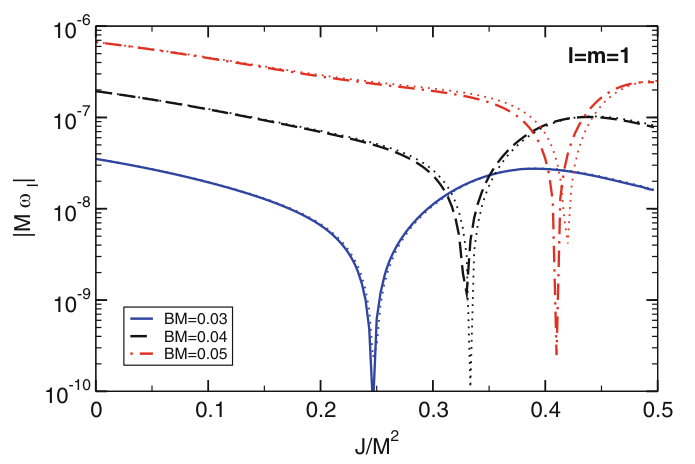 10^-6
l=m=1
10^-7
|M ω_I|
10^-8
10^-9
BM=0.03
BM=0.04
BM=0.05
10^-10
0 0.1 0.2 0.3 0.4 0.5
J/M^2